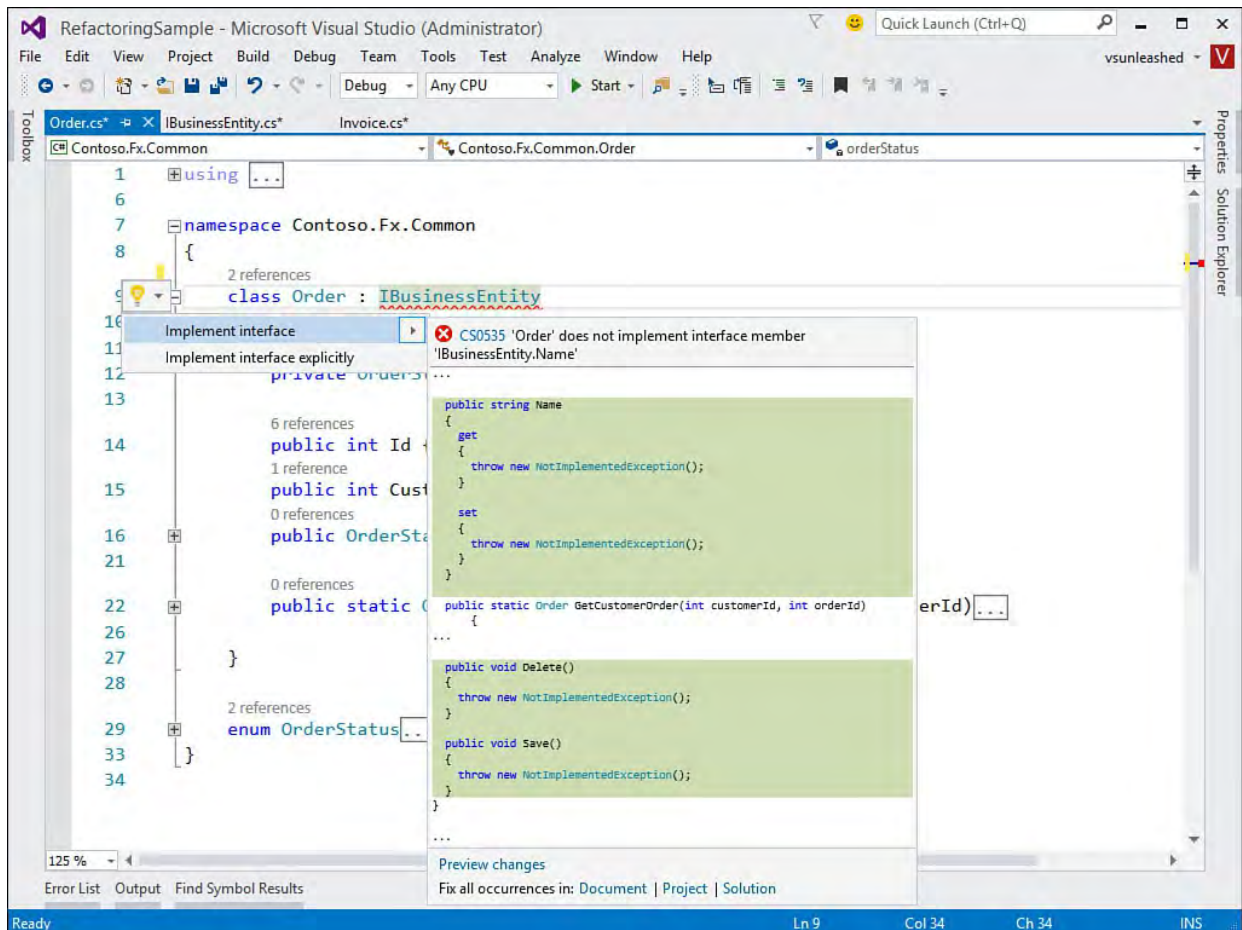 RefactoringSample - Microsoft Visual Studio (Administrator)
Quick Launch (Ctrl+Q)
File Edit View Project Build Debug Team Tools Test Analyze Window Help
vsunleashed V
Debug Any CPU Start
Toolbox
Order.cs* IBusinessEntity.cs* Invoice.cs*
C# Contoso.Fx.Common Contoso.Fx.Common.Order orderStatus
Properties
Solution Explorer
1 using ...
6
7 namespace Contoso.Fx.Common
8 {
2 references
9 class Order : IBusinessEntity
Implement interface
Implement interface explicitly
10
11
12 private
13
6 references
14 public int Id {
1 reference
15 public int Cust
0 references
16 public OrderSta
21
0 references
22 public static erId)...
26
27 }
28
2 references
29 enum OrderStatus..
33 }
34
CS0535 'Order' does not implement interface member
'IBusinessEntity.Name'
...
public string Name
{
get
{
throw new NotImplementedException();
}
set
{
throw new NotImplementedException();
}
}
public static Order GetCustomerOrder(int customerId, int orderId)
{
...
public void Delete()
{
throw new NotImplementedException();
}
public void Save()
{
throw new NotImplementedException();
}
}
...
Preview changes
Fix all occurrences in: Document | Project | Solution
125 %
Error List Output Find Symbol Results
Ready Ln 9 Col 34 Ch 34 INS